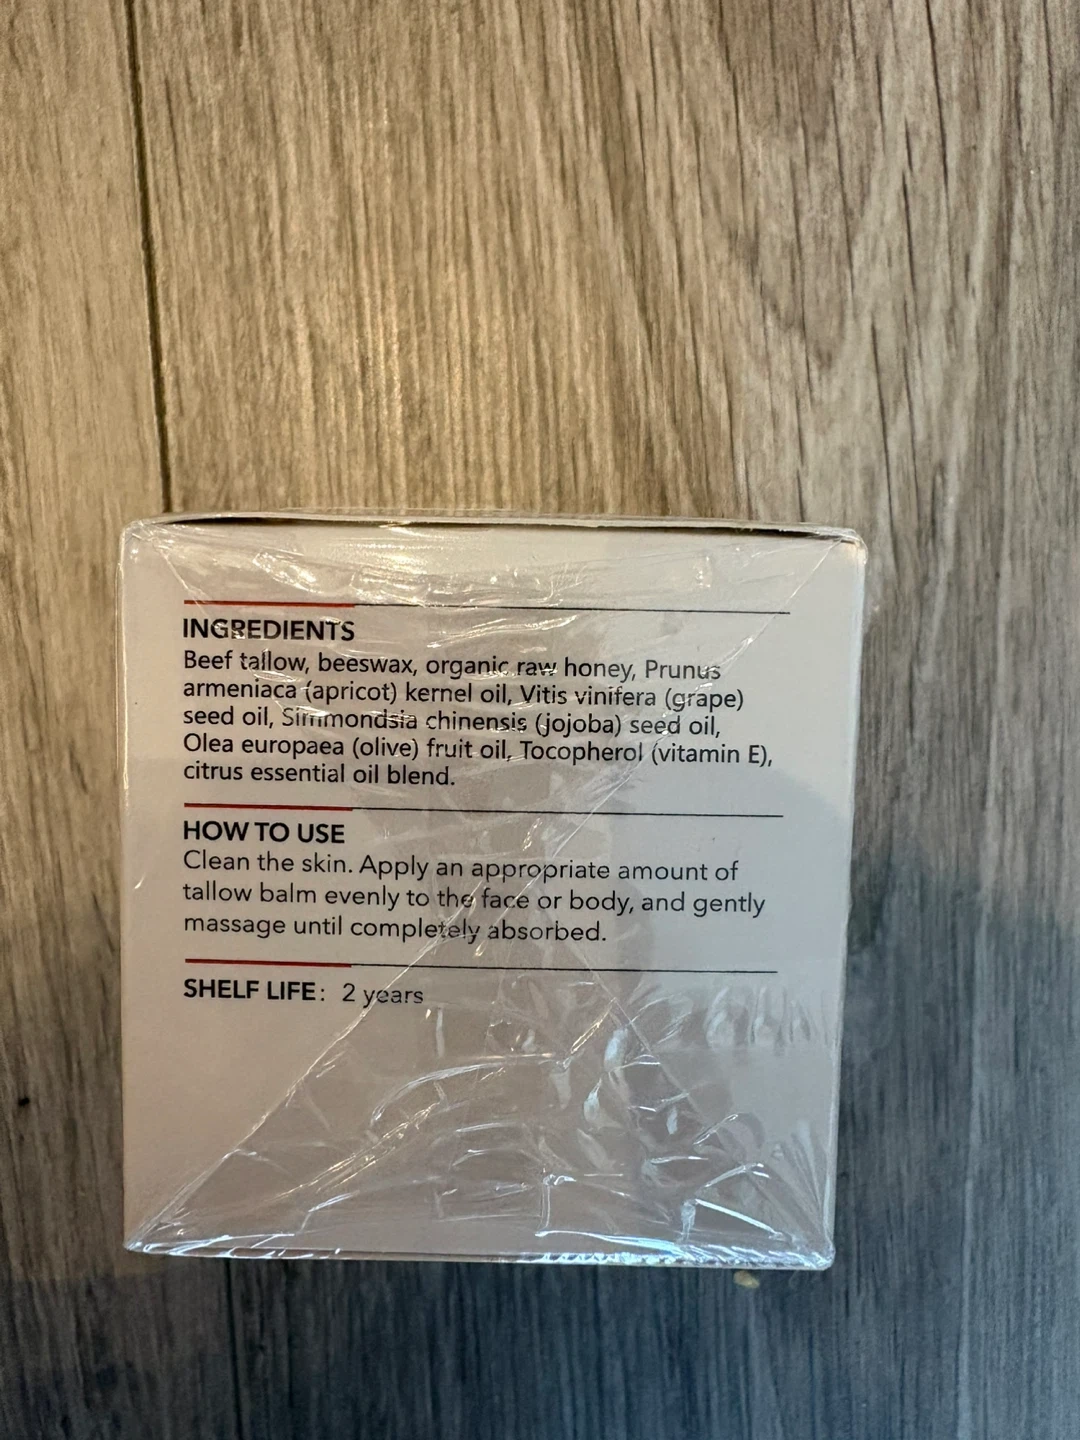 INGREDIENTS
Beef tallow, beeswax, organic raw honey, Prunus
armeniaca (apricot) kernel oil, Vitis vinifera (grape)
seed oil, Simmondsia chinensis (jojoba) seed oil,
Olea europaea (olive) fruit oil, Tocopherol (vitamin E),
citrus essential oil blend.
HOW TO USE
Clean the skin. Apply an appropriate amount of
tallow balm evenly to the face or body, and gently
massage until completely absorbed.
SHELF LIFE: 2 years